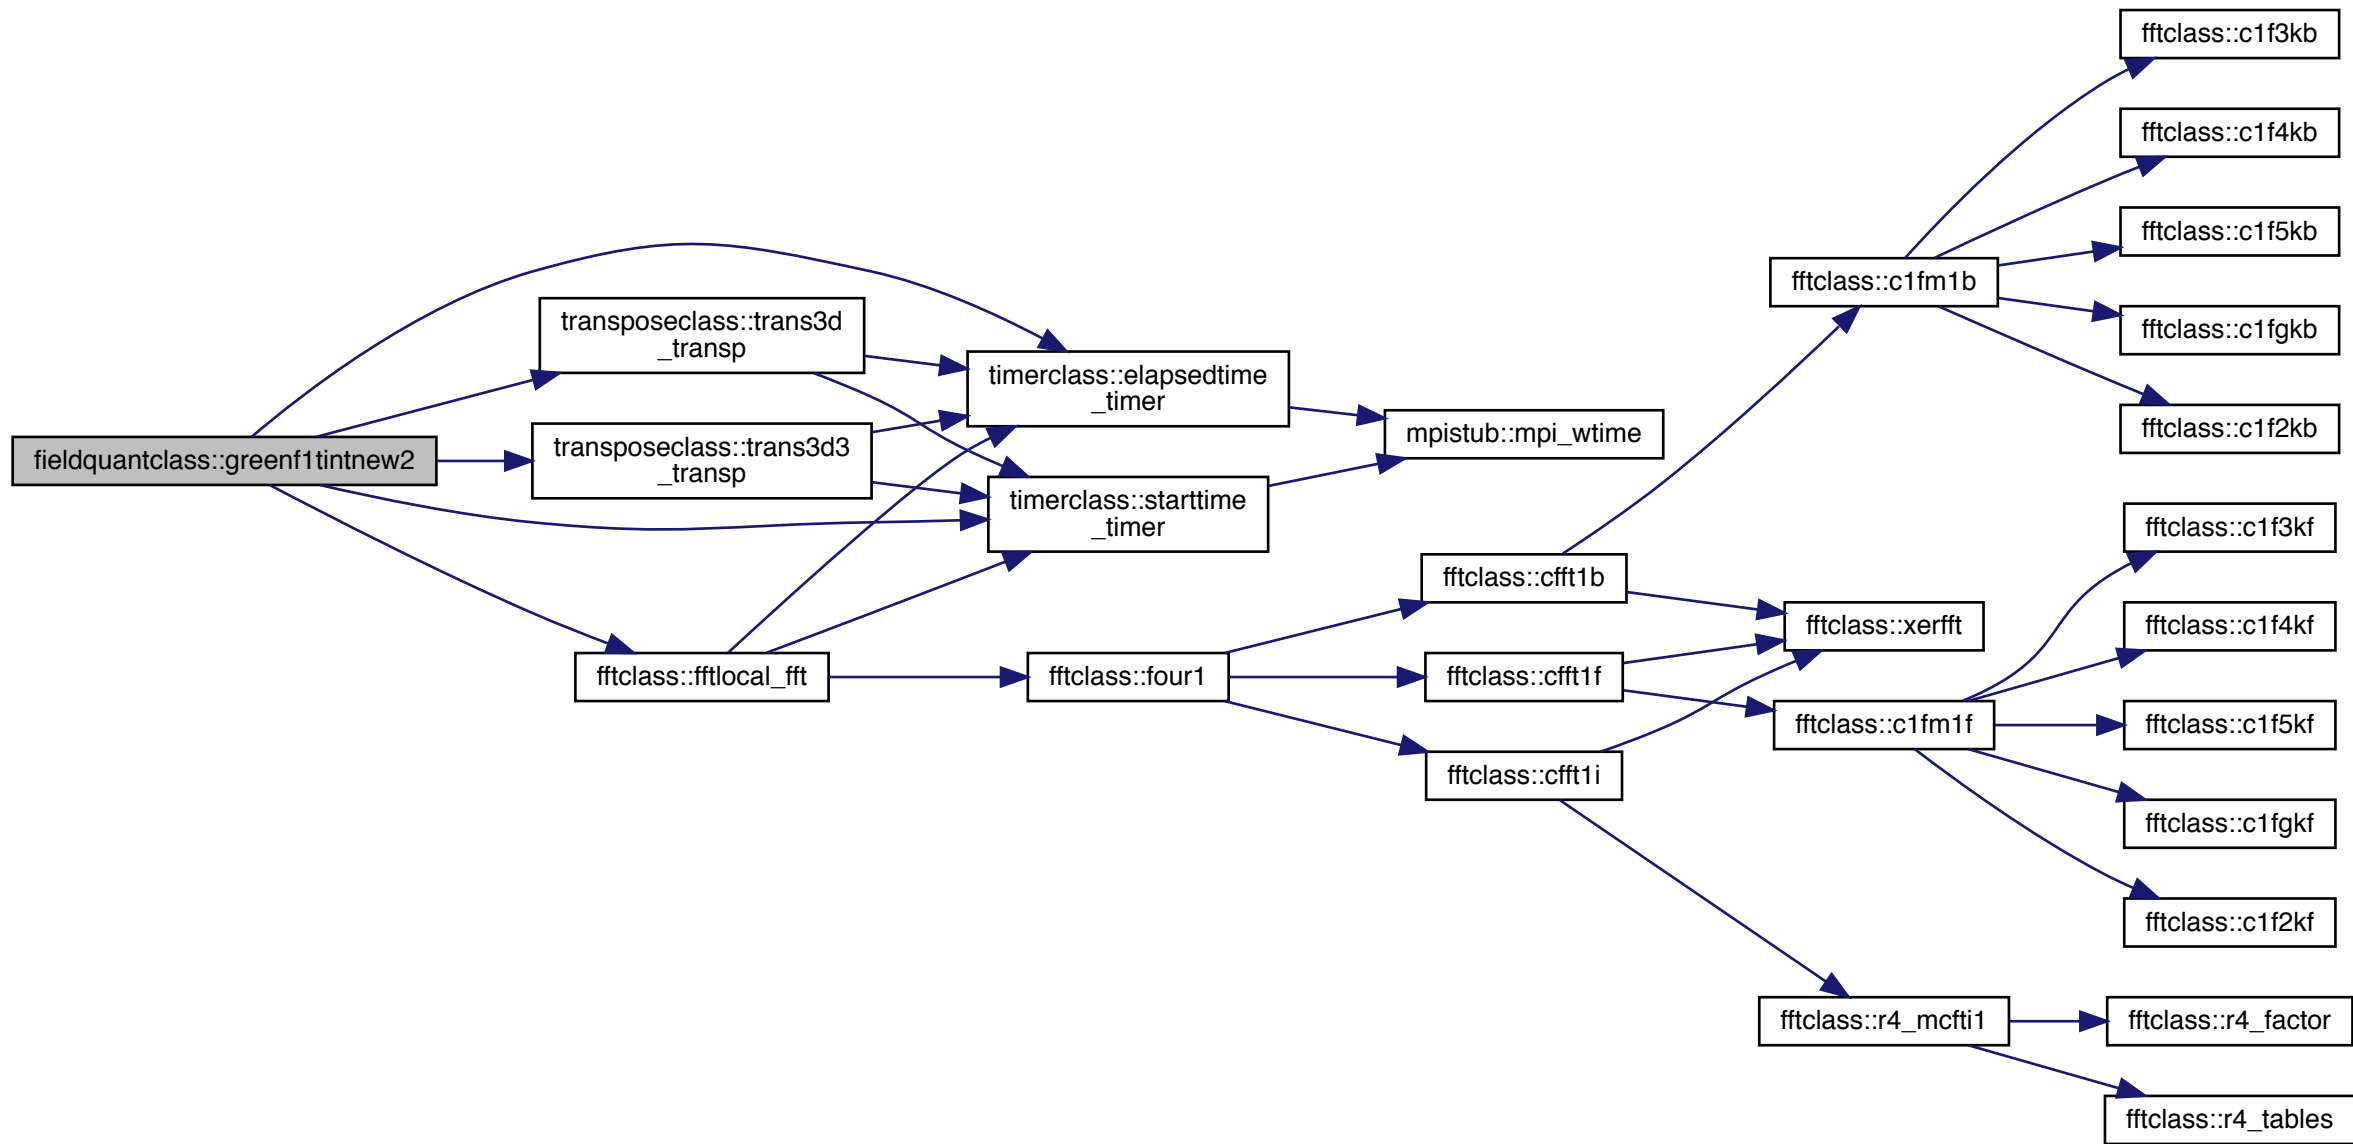 fieldquantclass::greenf1tintnew2
transposeclass::trans3d
_transp
transposeclass::trans3d3
_transp
fftclass::fftlocal_fft
timerclass::elapsedtime
_timer
timerclass::starttime
_timer
fftclass::four1
mpistub::mpi_wtime
fftclass::cfft1b
fftclass::cfft1f
fftclass::cfft1i
fftclass::c1fm1b
fftclass::xerfft
fftclass::c1fm1f
fftclass::r4_mcfti1
fftclass::c1f3kb
fftclass::c1f4kb
fftclass::c1f5kb
fftclass::c1fgkb
fftclass::c1f2kb
fftclass::c1f3kf
fftclass::c1f4kf
fftclass::c1f5kf
fftclass::c1fgkf
fftclass::c1f2kf
fftclass::r4_factor
fftclass::r4_tables